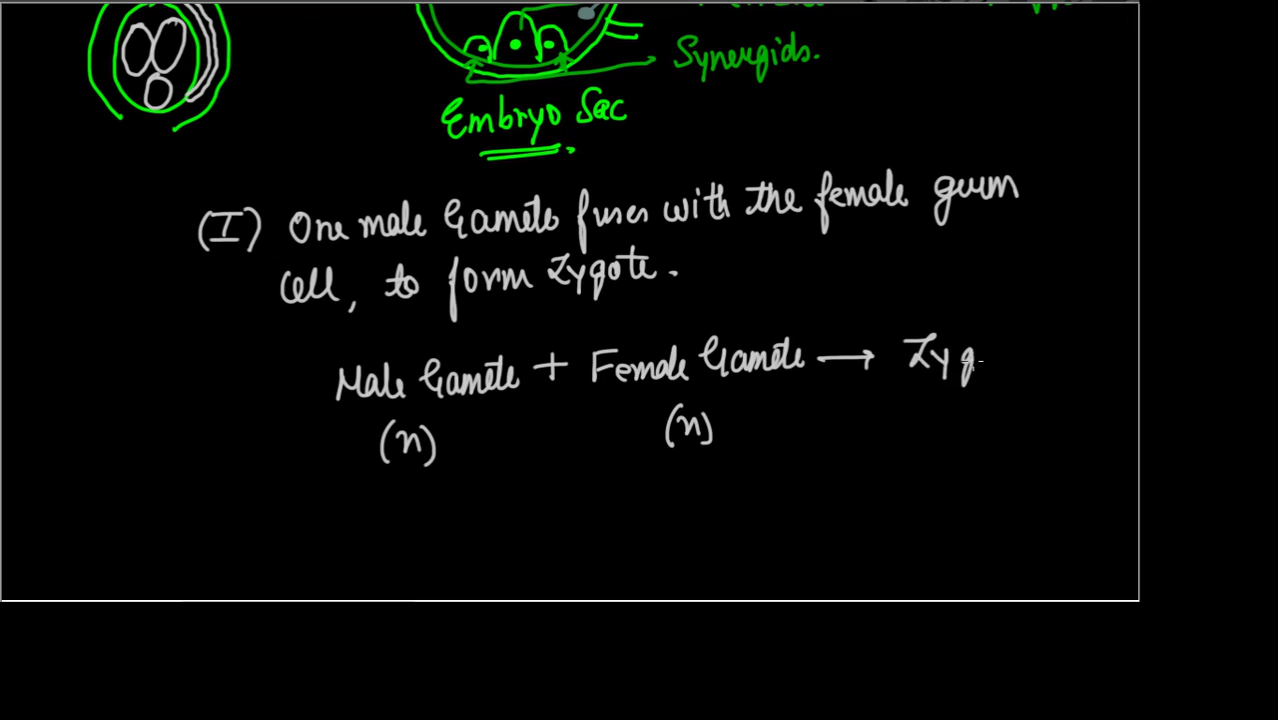 Synergids.
Embryo Sac
(I) One male Gamete fuses with the female germ
cell, to form Zygote.
Male Gamete + Female Gamete → Zyg
(n) (n)